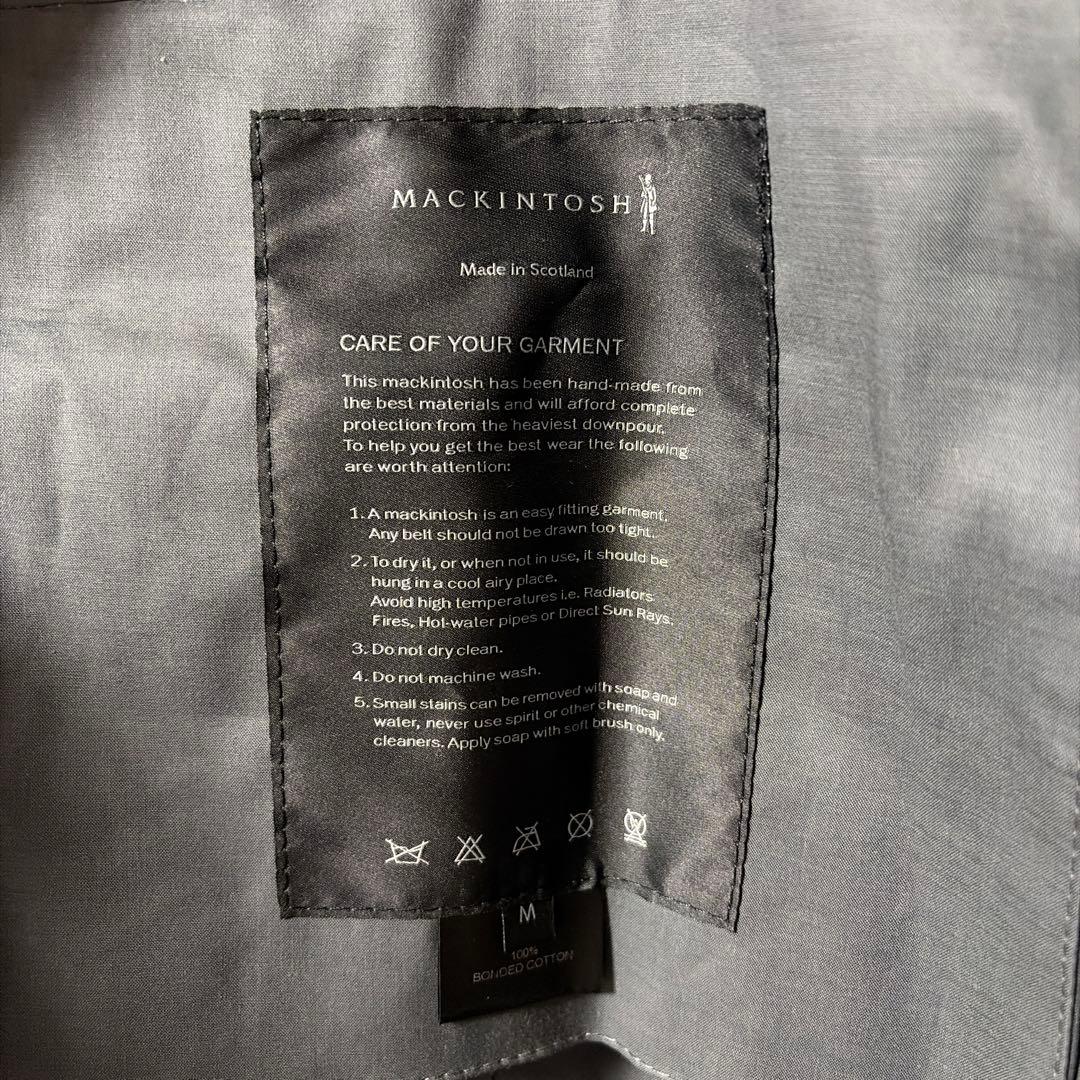 MACKINTOSH
Made in Scotland
CARE OF YOUR GARMENT
This mackintosh has been hand-made from
the best materials and will afford complete
protection from the heaviest downpour.
To help you get the best wear the following
are worth attention:
1. A mackintosh is an easy fitting garment.
Any belt should not be drawn too tight.
2. To dry it, or when not in use, it should be
hung in a cool airy place.
Avoid high temperatures i.e. Radiators
Fires, Hot-water pipes or Direct Sun Rays.
3. Do not dry clean.
4. Do not machine wash.
5. Small stains can be removed with soap and
water, never use spirit or other chemical
cleaners. Apply soap with soft brush only.
W
M
100%
BONDED COTTON